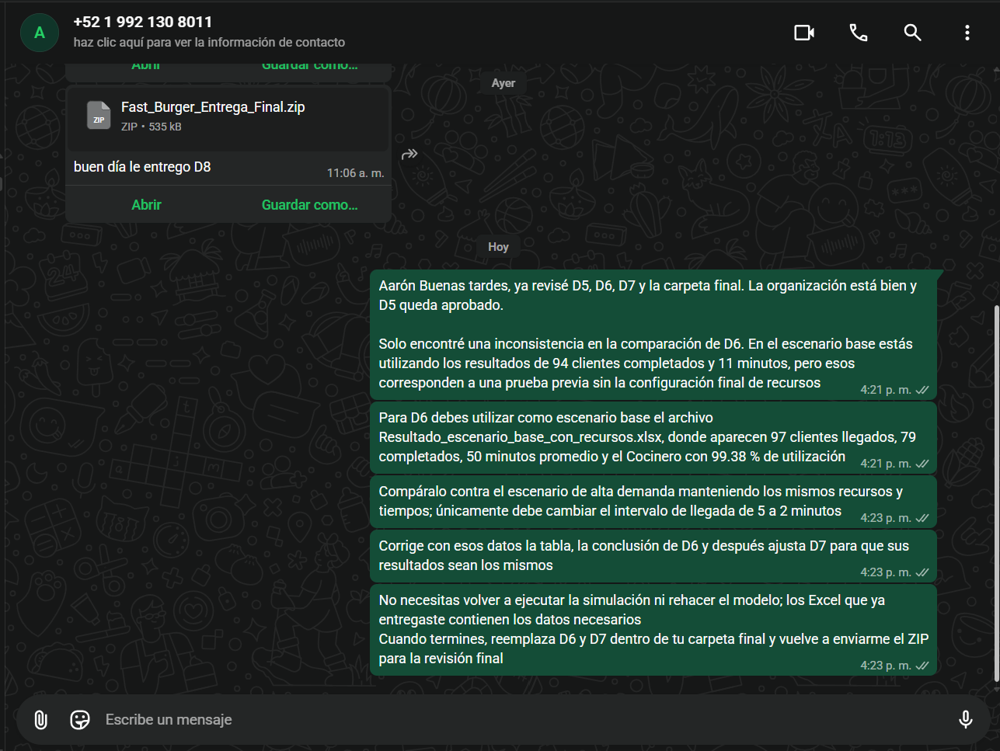 A
+52 1 992 130 8011
haz clic aquí para ver la información de contacto
Abrir
Guardar como...
Ayer
ZIP
Fast_Burger_Entrega_Final.zip
ZIP • 535 kB
buen día le entrego D8
11:06 a. m.
Abrir
Guardar como...
Hoy
Aarón Buenas tardes, ya revisé D5, D6, D7 y la carpeta final. La organización está bien y
D5 queda aprobado.
Solo encontré una inconsistencia en la comparación de D6. En el escenario base estás
utilizando los resultados de 94 clientes completados y 11 minutos, pero esos
corresponden a una prueba previa sin la configuración final de recursos
4:21 p. m.
Para D6 debes utilizar como escenario base el archivo
Resultado_escenario_base_con_recursos.xlsx, donde aparecen 97 clientes llegados, 79
completados, 50 minutos promedio y el Cocinero con 99.38 % de utilización
4:21 p. m.
Compáralo contra el escenario de alta demanda manteniendo los mismos recursos y
tiempos; únicamente debe cambiar el intervalo de llegada de 5 a 2 minutos
4:23 p. m.
Corrige con esos datos la tabla, la conclusión de D6 y después ajusta D7 para que sus
resultados sean los mismos
4:23 p. m.
No necesitas volver a ejecutar la simulación ni rehacer el modelo; los Excel que ya
entregaste contienen los datos necesarios
Cuando termines, reemplaza D6 y D7 dentro de tu carpeta final y vuelve a enviarme el ZIP
para la revisión final
4:23 p. m.
Escribe un mensaje